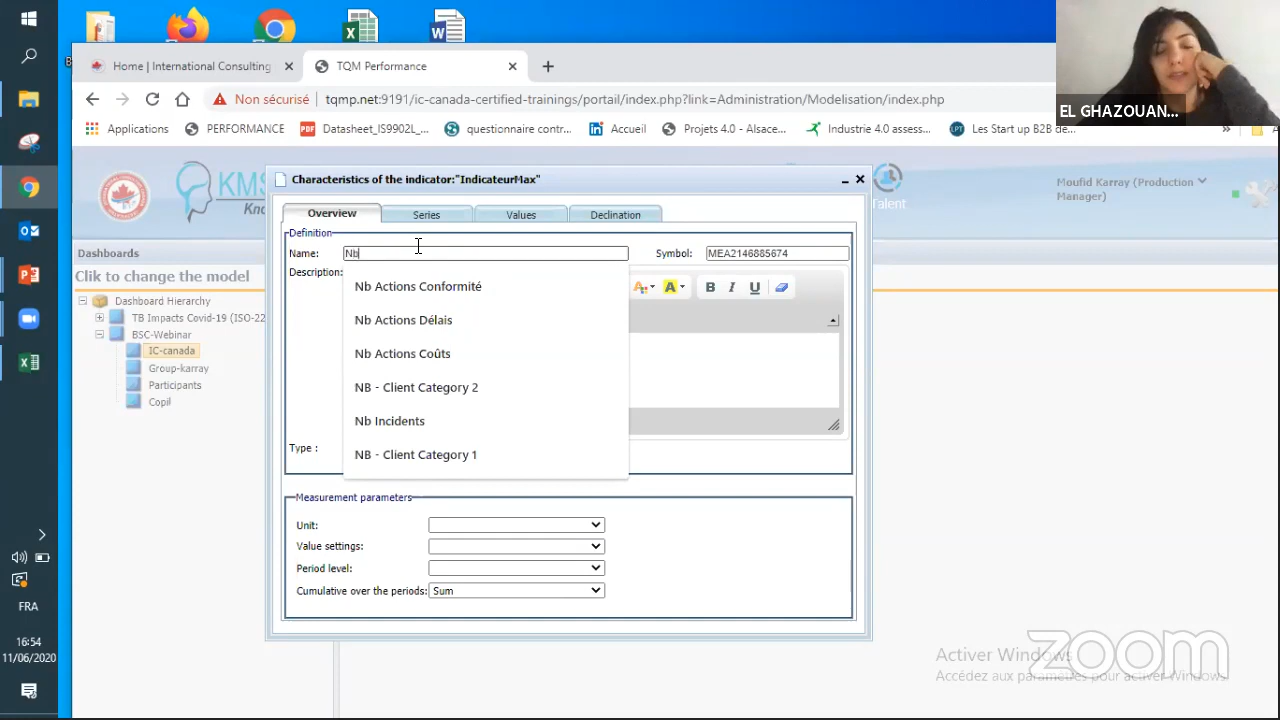 Home | International Consulting
TQM Performance
Non sécurisé
tqmp.net:9191/ic-canada-certified-trainings/portail/index.php?link=Administration/Modelisation/index.php
EL GHAZOUAN...
Applications
PERFORMANCE
Datasheet_IS9902L_...
questionnaire contr...
Accueil
Projets 4.0 - Alsace...
Industrie 4.0 assess...
Les Start up B2B de...
KMS
Kno
Characteristics of the indicator:"IndicateurMax"
Talent
Moufid Karray (Production
Manager)
Overview
Series
Values
Declination
Definition
Name:
Nb
Symbol:
MEA2146885674
Description:
Dashboards
Clik to change the model
Dashboard Hierarchy
TB Impacts Covid-19 (ISO-22
BSC-Webinar
IC-canada
Group-karray
Participants
Copil
Nb Actions Conformité
Nb Actions Délais
Nb Actions Coûts
NB - Client Category 2
Nb Incidents
NB - Client Category 1
B I U
Type :
Measurement parameters
Unit:
Value settings:
Period level:
Cumulative over the periods:
Sum
FRA
16:54
11/06/2020
Activer Windows
Accédez aux paramètres pour activer Windows.
zoom